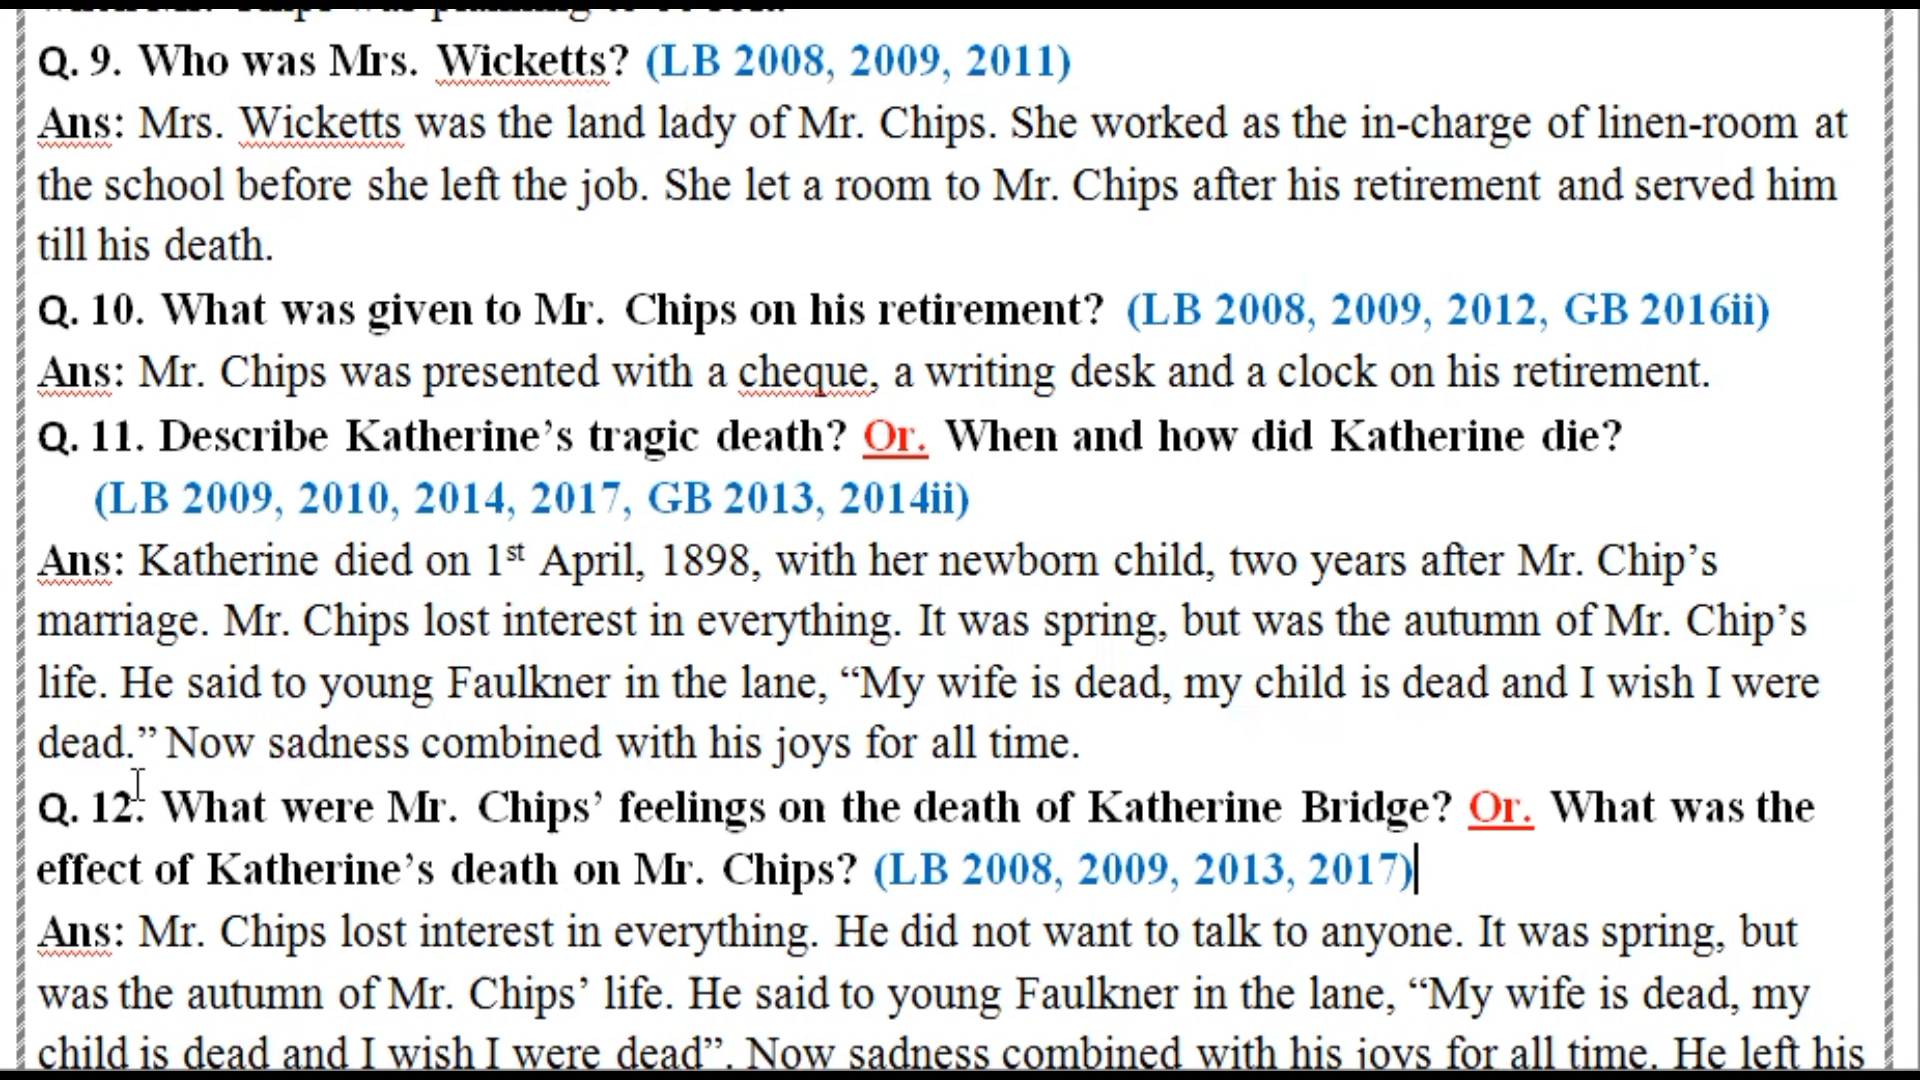 Q. 9. Who was Mrs. Wicketts? (LB 2008, 2009, 2011)
Ans: Mrs. Wicketts was the land lady of Mr. Chips. She worked as the in-charge of linen-room at
the school before she left the job. She let a room to Mr. Chips after his retirement and served him
till his death.
Q. 10. What was given to Mr. Chips on his retirement? (LB 2008, 2009, 2012, GB 2016ii)
Ans: Mr. Chips was presented with a cheque, a writing desk and a clock on his retirement.
Q. 11. Describe Katherine’s tragic death? Or. When and how did Katherine die?
(LB 2009, 2010, 2014, 2017, GB 2013, 2014ii)
Ans: Katherine died on 1st April, 1898, with her newborn child, two years after Mr. Chip’s
marriage. Mr. Chips lost interest in everything. It was spring, but was the autumn of Mr. Chip’s
life. He said to young Faulkner in the lane, “My wife is dead, my child is dead and I wish I were
dead.” Now sadness combined with his joys for all time.
Q. 12. What were Mr. Chips’ feelings on the death of Katherine Bridge? Or. What was the
effect of Katherine’s death on Mr. Chips? (LB 2008, 2009, 2013, 2017)
Ans: Mr. Chips lost interest in everything. He did not want to talk to anyone. It was spring, but
was the autumn of Mr. Chips’ life. He said to young Faulkner in the lane, “My wife is dead, my
child is dead and I wish I were dead”. Now sadness combined with his joys for all time. He left his